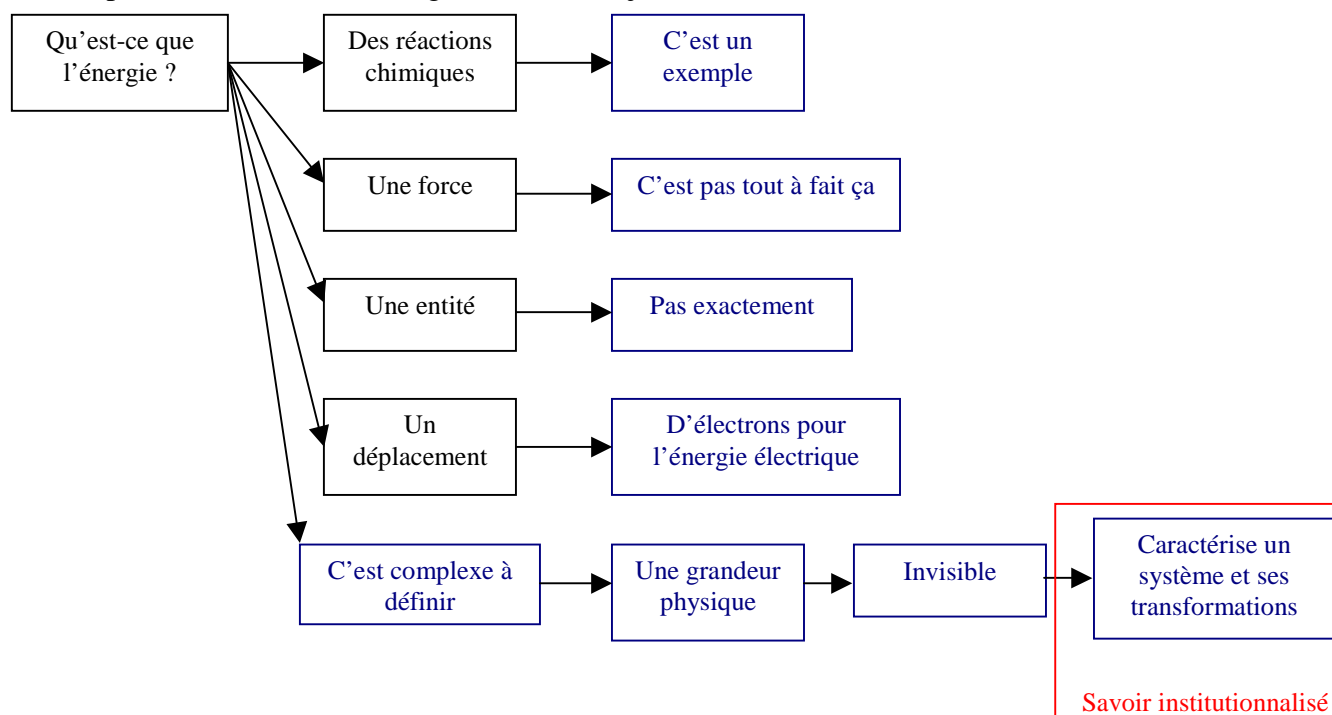 Qu'est-ce que
l'énergie ?
Des réactions
chimiques
C'est un
exemple
Une force
C'est pas tout à fait ça
Une entité
Pas exactement
Un
déplacement
D'électrons pour
l'énergie électrique
C'est complexe à
définir
Une grandeur
physique
Invisible
Caractérise un
système et ses
transformations
Savoir institutionnalisé